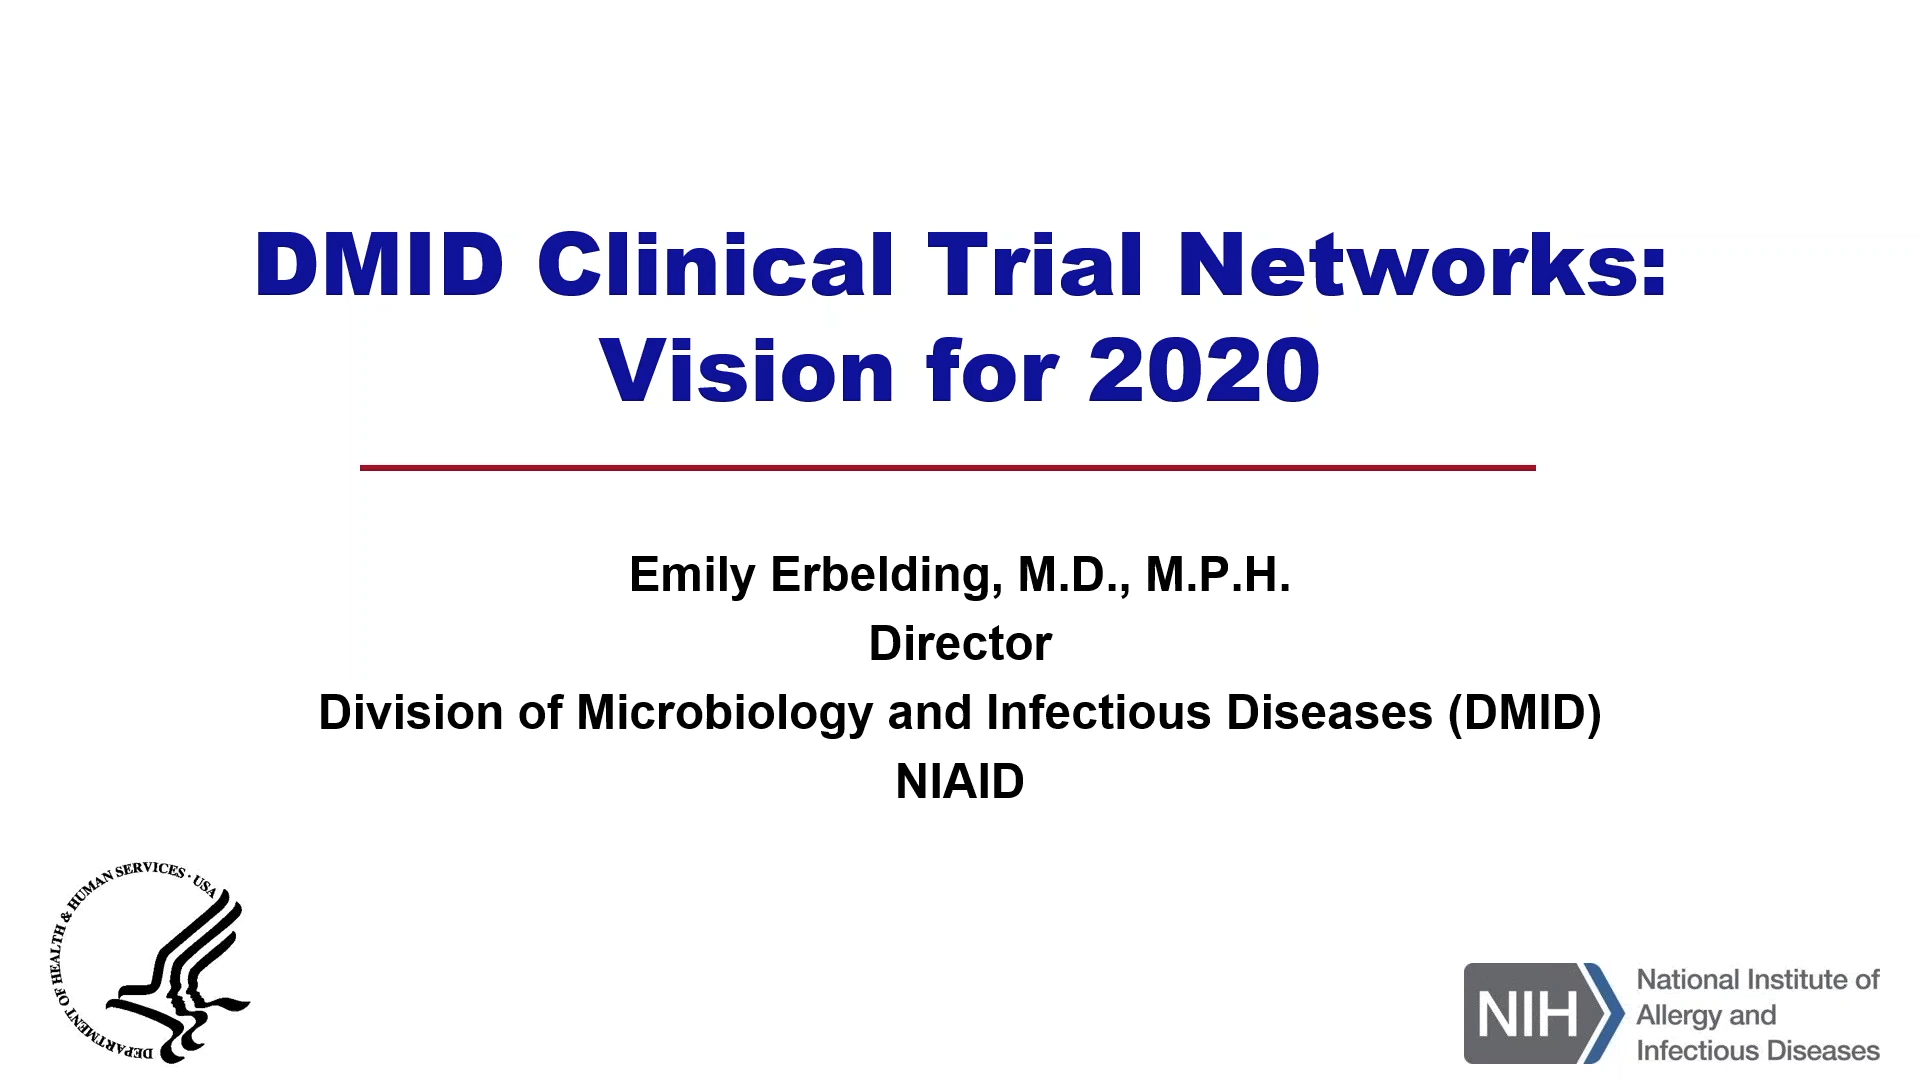 DMID Clinical Trial Networks:
Vision for 2020
Emily Erbelding, M.D., M.P.H.
Director
Division of Microbiology and Infectious Diseases (DMID)
NIAID
DEPARTMENT OF HEALTH & HUMAN SERVICES · USA
NIH
National Institute of
Allergy and
Infectious Diseases